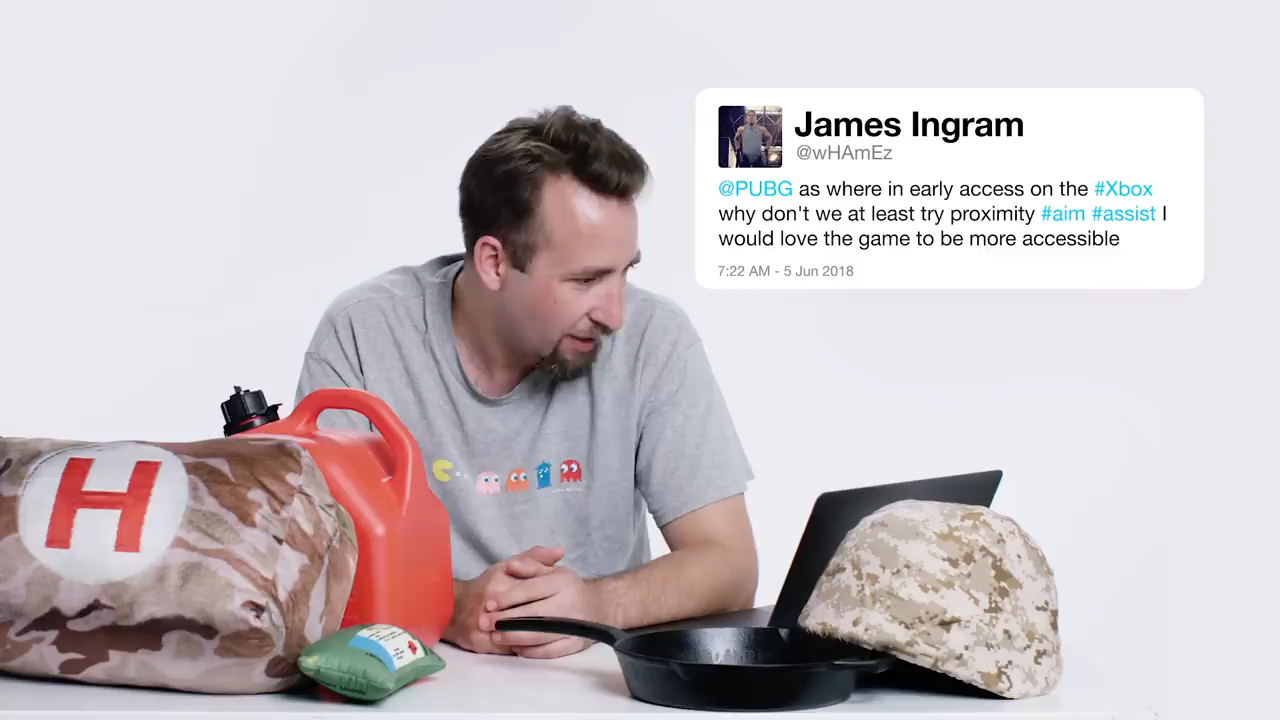 James Ingram
@wHAmEz
@PUBG as where in early access on the #Xbox
why don't we at least try proximity #aim #assist I
would love the game to be more accessible
7:22 AM - 5 Jun 2018
H